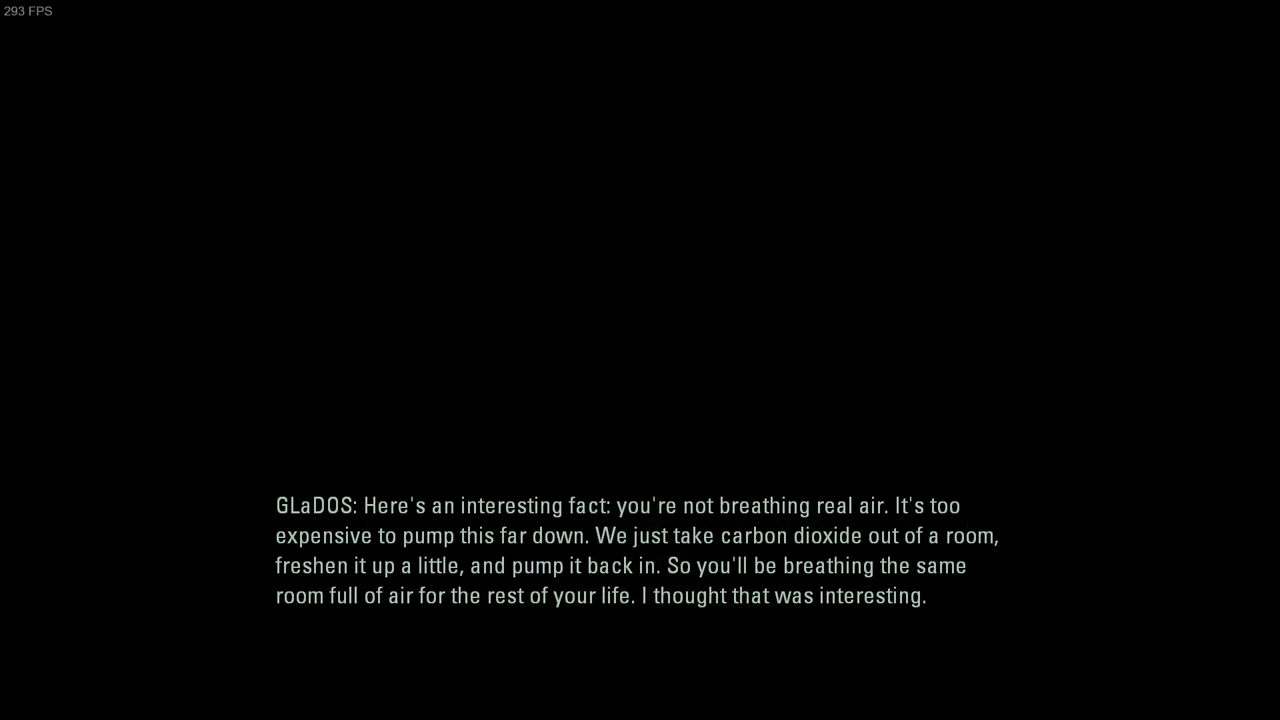 293 FPS
GLaDOS: Here's an interesting fact: you're not breathing real air. It's too
expensive to pump this far down. We just take carbon dioxide out of a room,
freshen it up a little, and pump it back in. So you'll be breathing the same
room full of air for the rest of your life. I thought that was interesting.